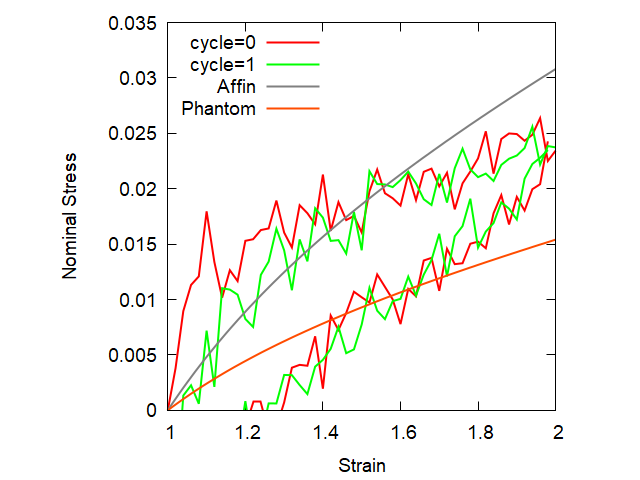 0.035
0.03
0.025
0.02
0.015
0.01
0.005
0
Nominal Stress
cycle=0
cycle=1
Affin
Phantom
1 1.2 1.4 1.6 1.8 2
Strain